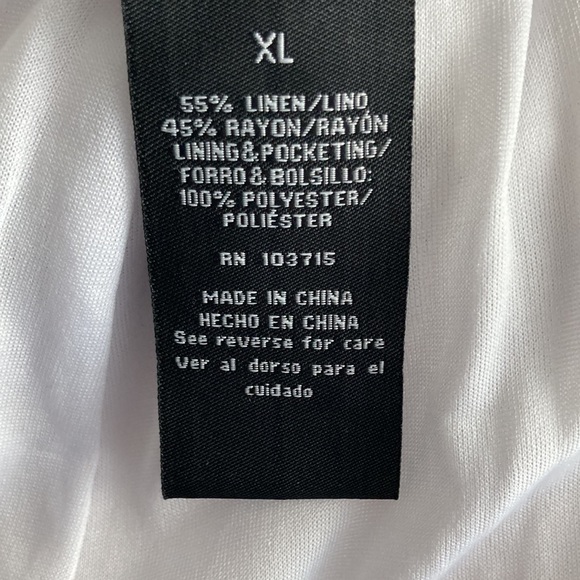 XL
55% LINEN/LINO
45% RAYON/RAYÓN
LINING&POCKETING/
FORRO & BOLSILLO:
100% POLYESTER/
POLIÉSTER
RN 103715
MADE IN CHINA
HECHO EN CHINA
See reverse for care
Ver al dorso para el
cuidado